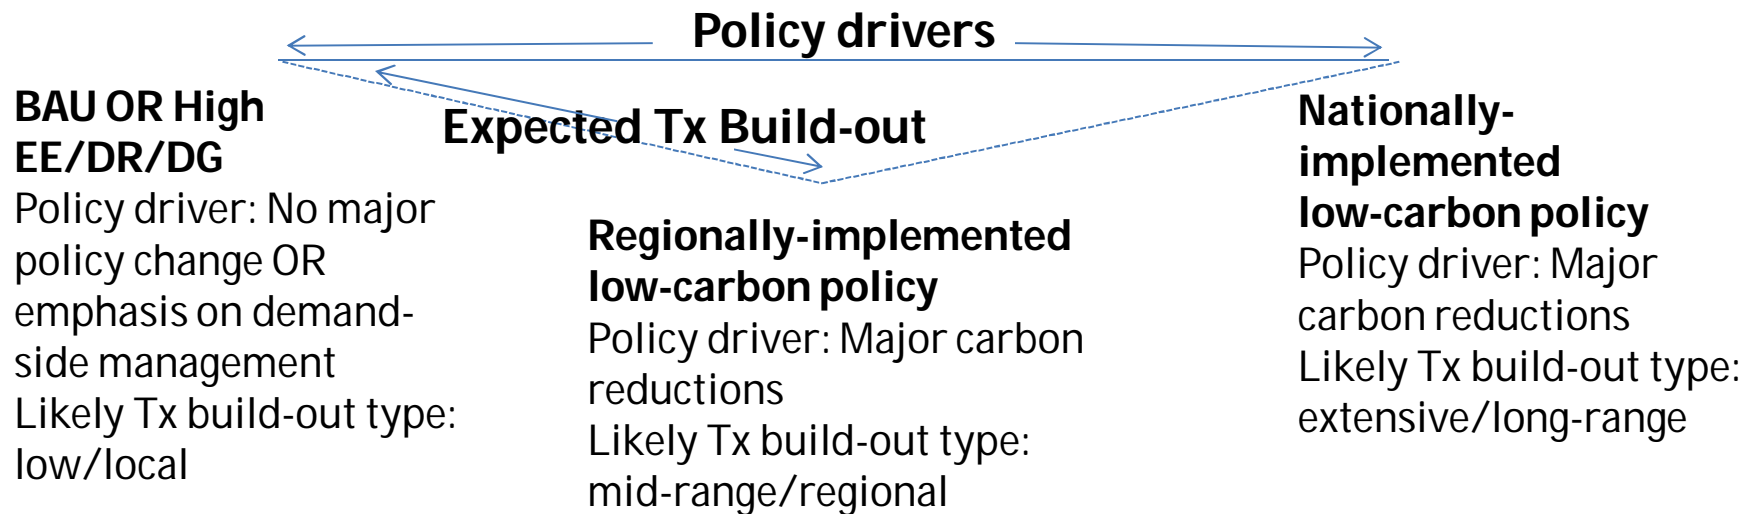 Policy drivers
Expected Tx Build-out
BAU OR High
EE/DR/DG
Policy driver: No major
policy change OR
emphasis on demand-
side management
Likely Tx build-out type:
low/local
Regionally-implemented
low-carbon policy
Policy driver: Major carbon
reductions
Likely Tx build-out type:
mid-range/regional
Nationally-
implemented
low-carbon policy
Policy driver: Major
carbon reductions
Likely Tx build-out type:
extensive/long-range